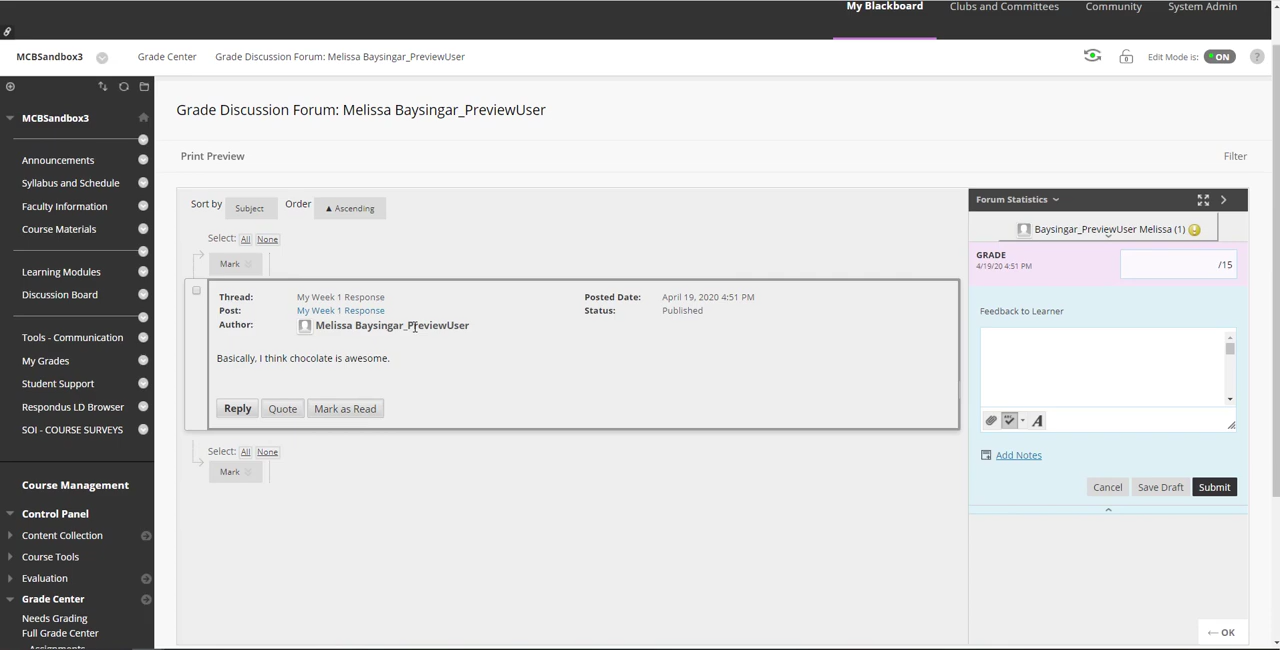 My Blackboard Clubs and Committees Community System Admin
MCBSandbox3 Grade Center Grade Discussion Forum: Melissa Baysingar_PreviewUser Edit Mode is: ON ?
MCBSandbox3
Announcements
Syllabus and Schedule
Faculty Information
Course Materials
Learning Modules
Discussion Board
Tools - Communication
My Grades
Student Support
Respondus LD Browser
SOI - COURSE SURVEYS
Course Management
Control Panel
Content Collection
Course Tools
Evaluation
Grade Center
Needs Grading
Full Grade Center
Assignments
Grade Discussion Forum: Melissa Baysingar_PreviewUser
Print Preview Filter
Sort by Subject Order ▲ Ascending
Select: All None
Mark
Thread: My Week 1 Response Posted Date: April 19, 2020 4:51 PM
Post: My Week 1 Response Status: Published
Author: Melissa Baysingar_PreviewUser
Basically, I think chocolate is awesome.
Reply Quote Mark as Read
Select: All None
Mark
Forum Statistics
Baysingar_PreviewUser Melissa (1)
GRADE
4/19/20 4:51 PM
/15
Feedback to Learner
Add Notes
Cancel Save Draft Submit
← OK